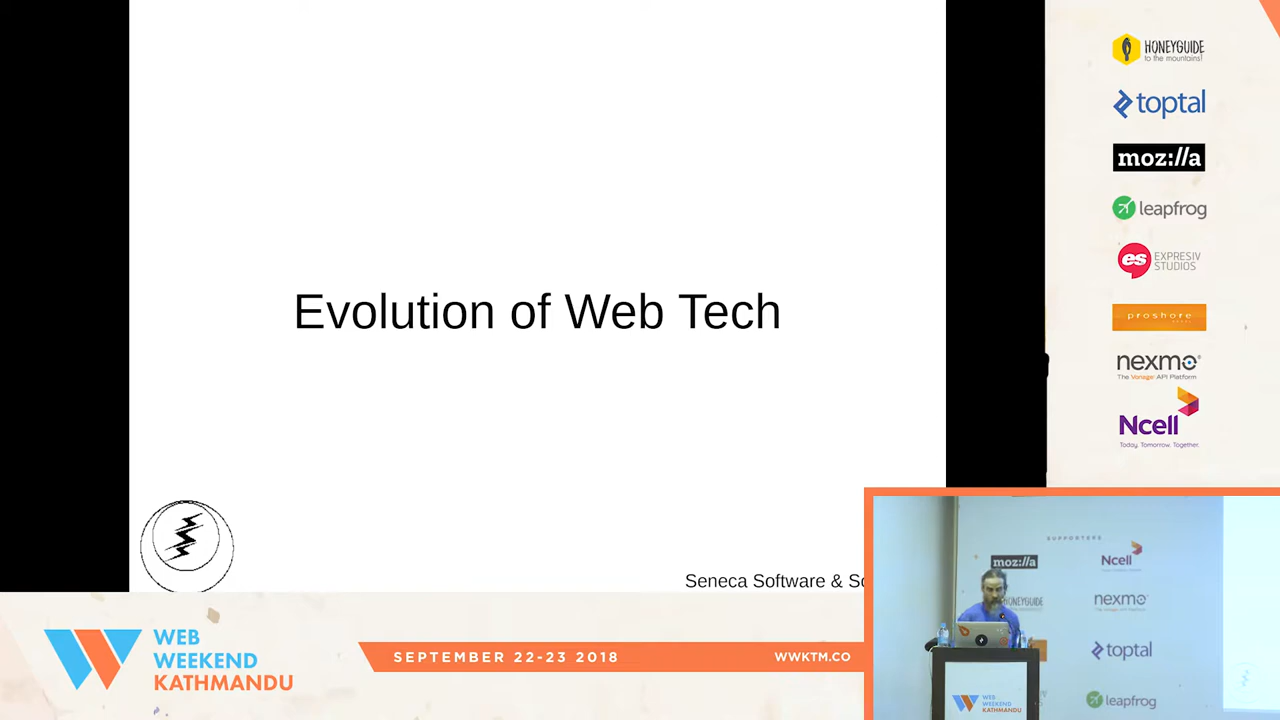 Evolution of Web Tech
Seneca Software & So
HONEYGUIDE
to the mountains!
toptal
moz://a
leapfrog
es
EXPRESIV
STUDIOS
proshore
nexmo
The Vonage API Platform
Ncell
Today. Tomorrow. Together.
WEB
WEEKEND
KATHMANDU
SEPTEMBER 22-23 2018
WWKTM.CO
SUPPORTERS
moz://a
Ncell
HONEYGUIDE
nexmo
toptal
leapfrog
WEB
WEEKEND
KATHMANDU